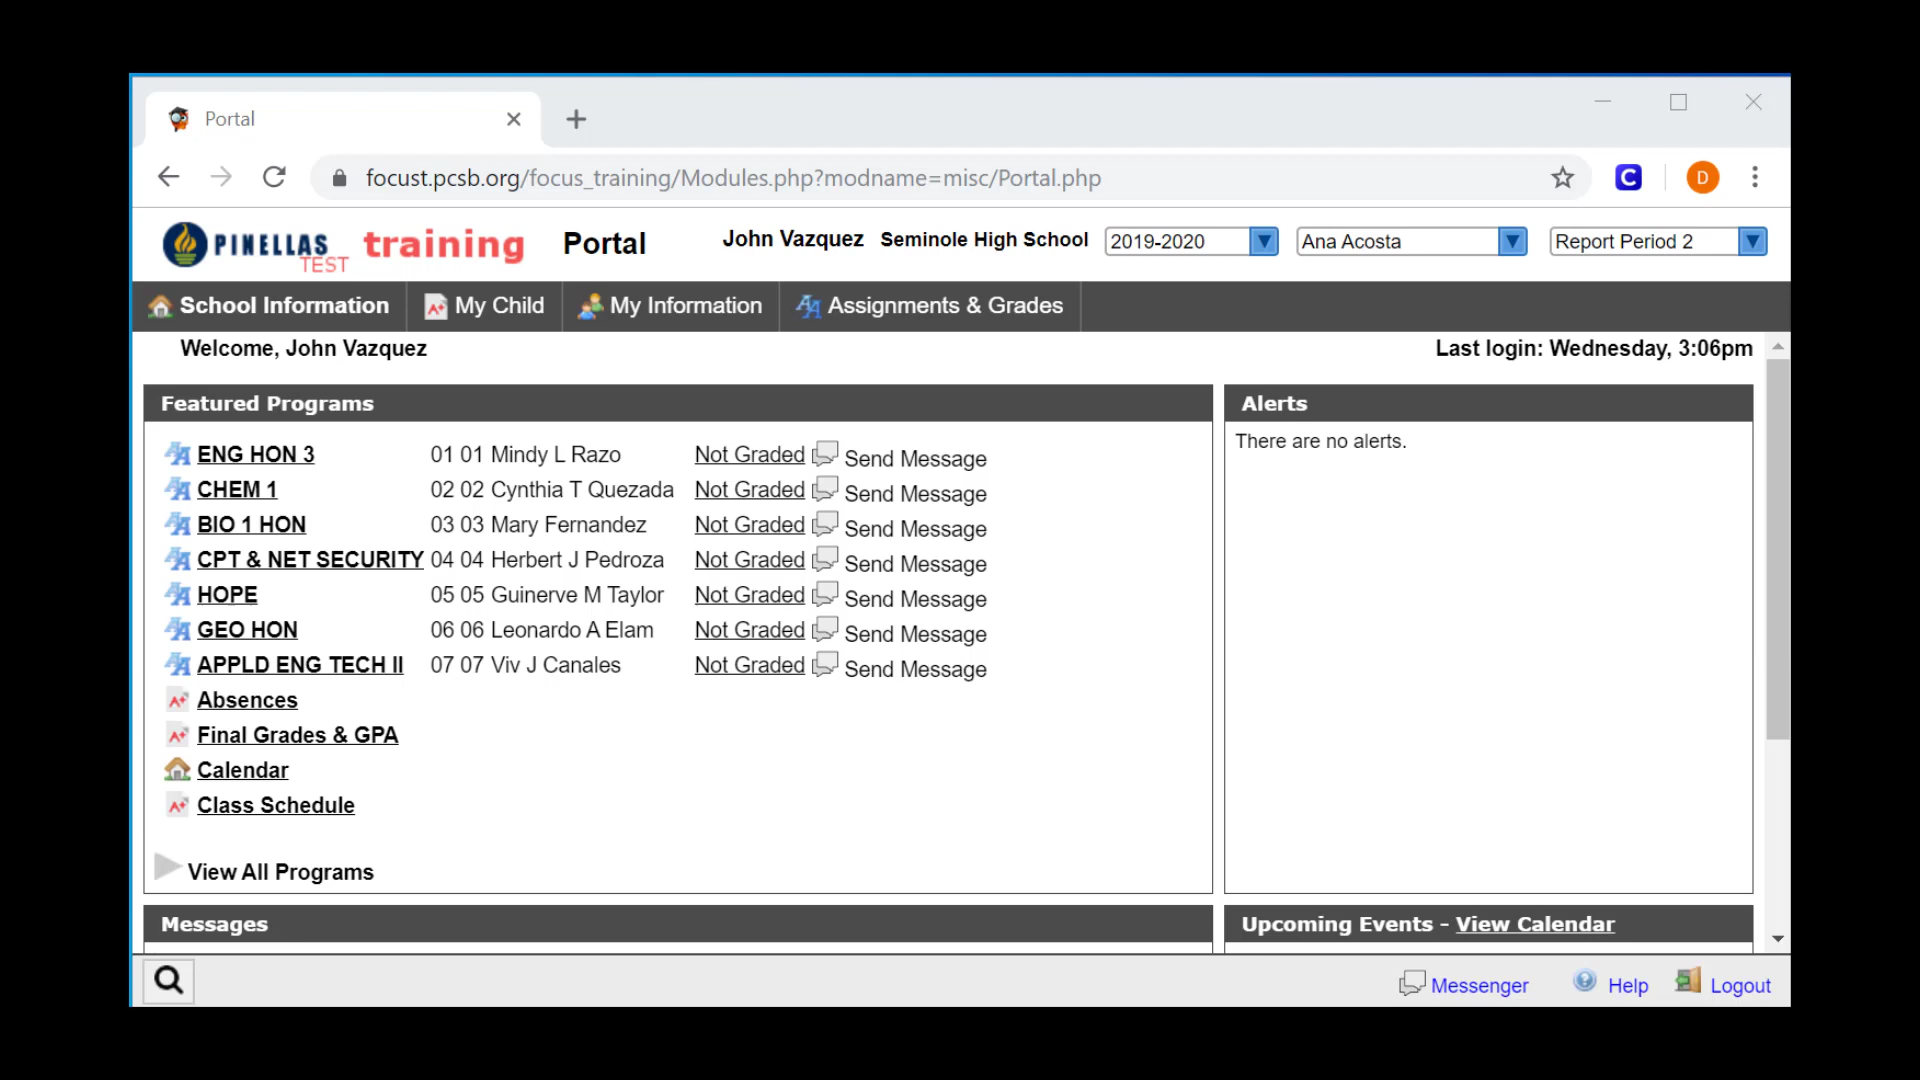 Portal
focust.pcsb.org/focus_training/Modules.php?modname=misc/Portal.php
C
D
PINELLAS TEST training Portal John Vazquez Seminole High School 2019-2020 Ana Acosta Report Period 2
School Information My Child My Information Assignments & Grades
Welcome, John Vazquez Last login: Wednesday, 3:06pm
Featured Programs
ENG HON 3 01 01 Mindy L Razo Not Graded Send Message
CHEM 1 02 02 Cynthia T Quezada Not Graded Send Message
BIO 1 HON 03 03 Mary Fernandez Not Graded Send Message
CPT & NET SECURITY 04 04 Herbert J Pedroza Not Graded Send Message
HOPE 05 05 Guinerve M Taylor Not Graded Send Message
GEO HON 06 06 Leonardo A Elam Not Graded Send Message
APPLD ENG TECH II 07 07 Viv J Canales Not Graded Send Message
Absences
Final Grades & GPA
Calendar
Class Schedule
View All Programs
Alerts
There are no alerts.
Messages
Upcoming Events - View Calendar
Messenger Help Logout